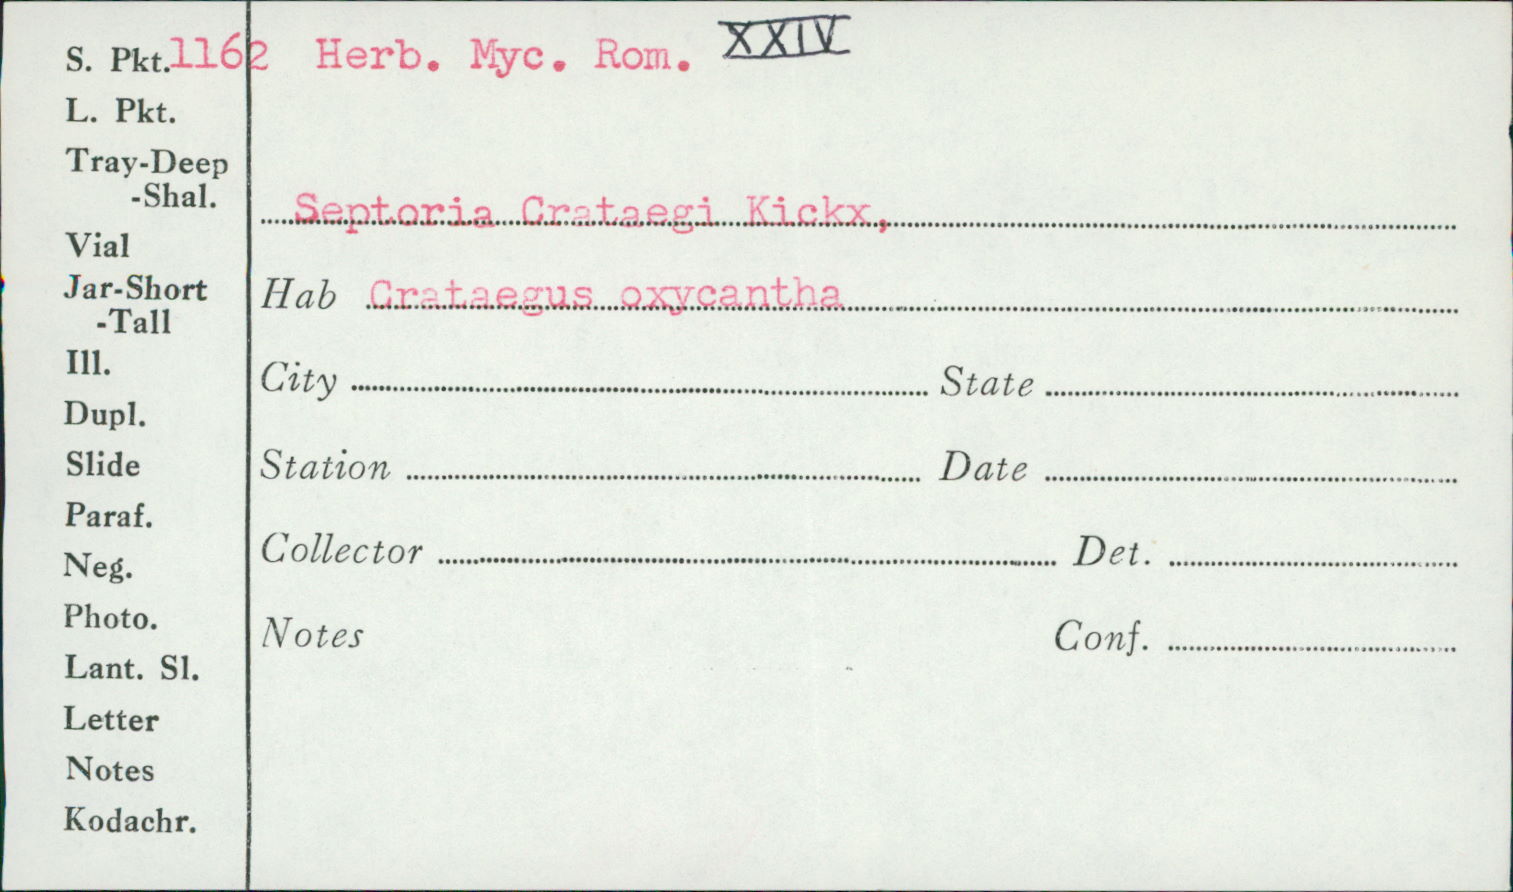 S. Pkt. 1162 Herb. Myc. Rom. XXIV
L. Pkt.
Tray-Deep
-Shal.
Septoria Crataegi Kickx,
Vial
Jar-Short
-Tall
Hab Crataegus oxycantha
Ill.
City State
Dupl.
Slide
Station Date
Paraf.
Neg.
Collector Det.
Photo.
Notes Conf.
Lant. Sl.
Letter
Notes
Kodachr.